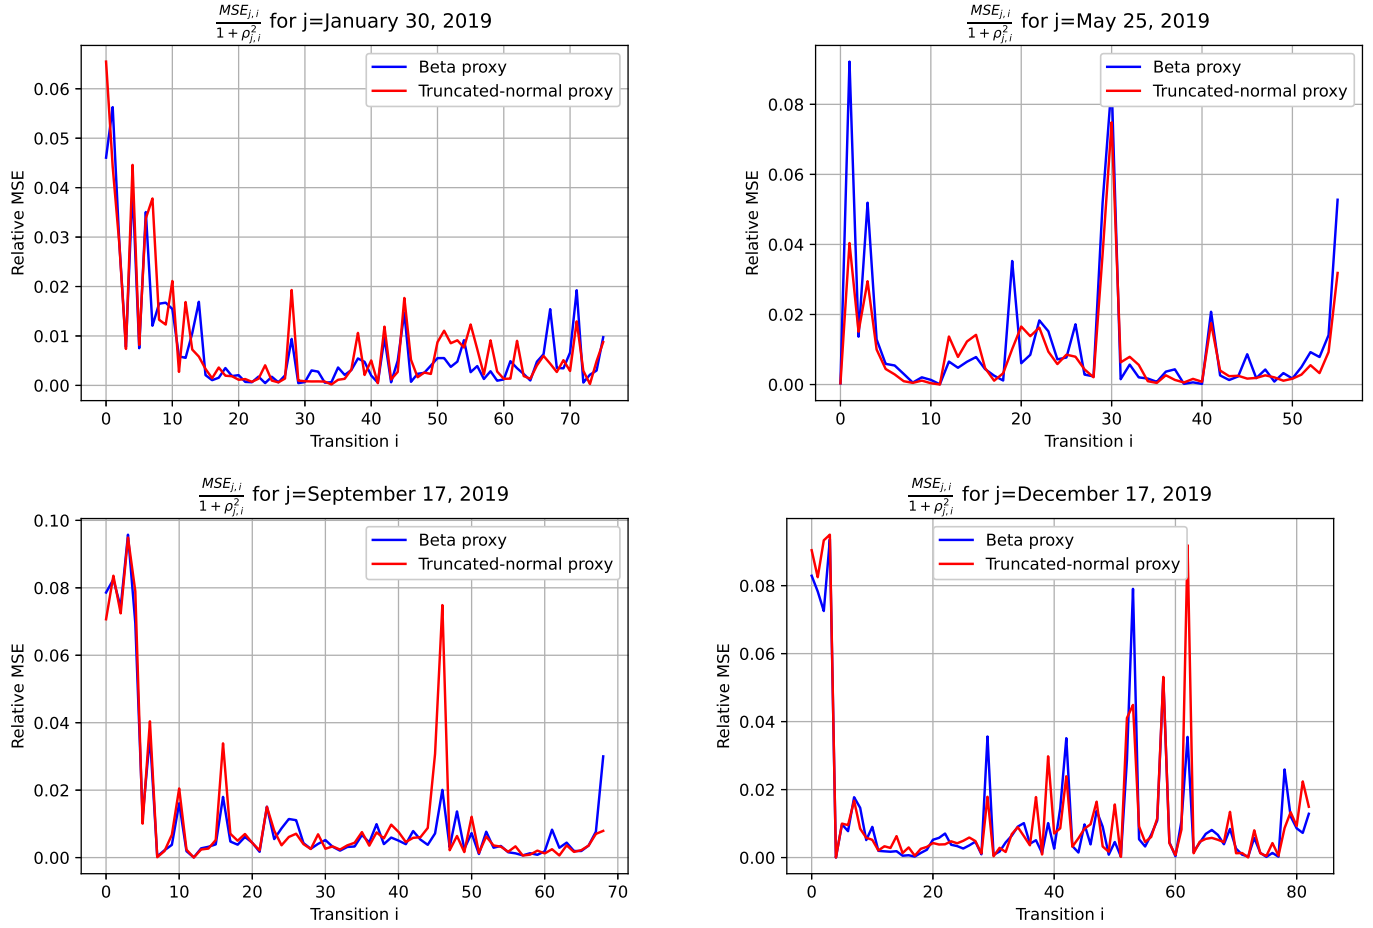 MSE_{j,i} / 1 + ρ²_{j,i} for j=January 30, 2019
Relative MSE
0.06
0.05
0.04
0.03
0.02
0.01
0.00
Beta proxy
Truncated-normal proxy
0 10 20 30 40 50 60 70
Transition i
MSE_{j,i} / 1 + ρ²_{j,i} for j=May 25, 2019
Relative MSE
0.08
0.06
0.04
0.02
0.00
Beta proxy
Truncated-normal proxy
0 10 20 30 40 50
Transition i
MSE_{j,i} / 1 + ρ²_{j,i} for j=September 17, 2019
Relative MSE
0.10
0.08
0.06
0.04
0.02
0.00
Beta proxy
Truncated-normal proxy
0 10 20 30 40 50 60 70
Transition i
MSE_{j,i} / 1 + ρ²_{j,i} for j=December 17, 2019
Relative MSE
0.08
0.06
0.04
0.02
0.00
Beta proxy
Truncated-normal proxy
0 20 40 60 80
Transition i